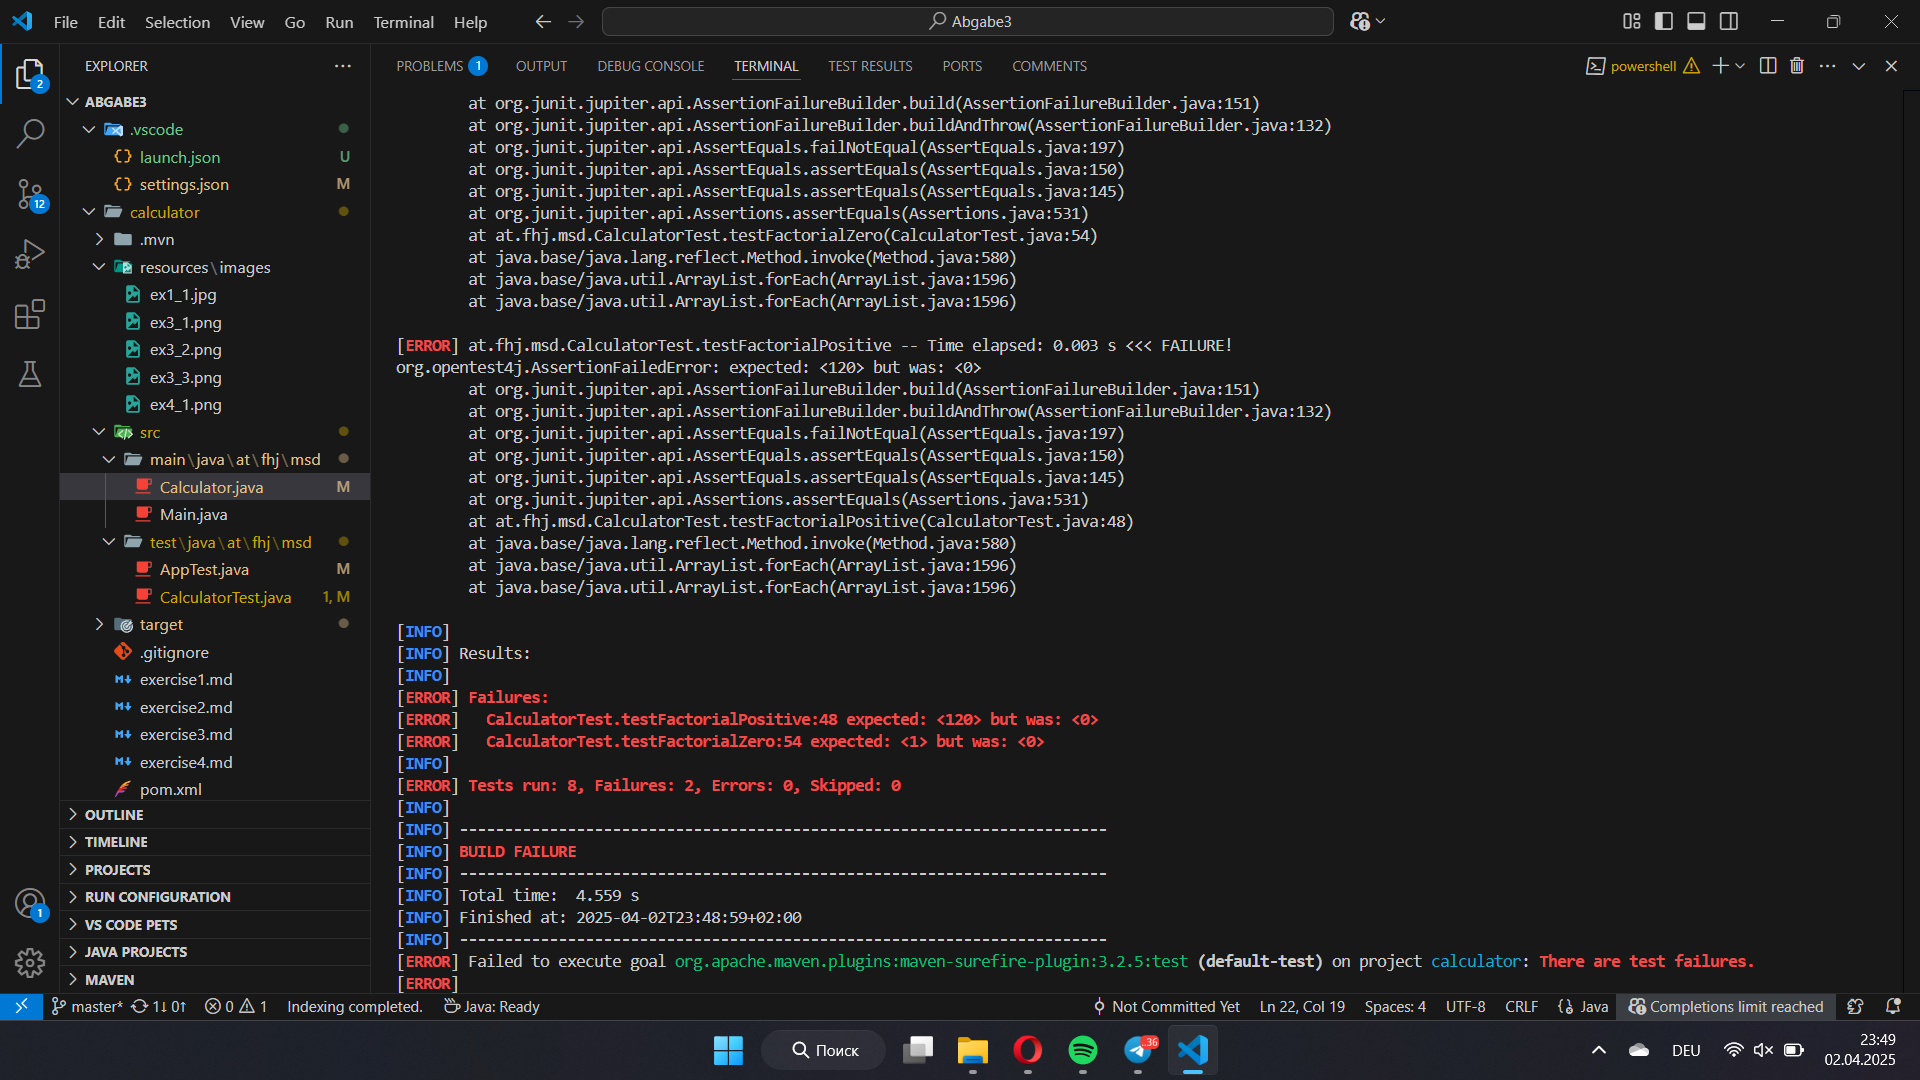 File Edit Selection View Go Run Terminal Help
Abgabe3
EXPLORER
ABGABE3
.vscode
launch.json U
settings.json M
calculator
.mvn
resources\images
ex1_1.jpg
ex3_1.png
ex3_2.png
ex3_3.png
ex4_1.png
src
main\java\at\fhj\msd
Calculator.java M
Main.java
test\java\at\fhj\msd
AppTest.java M
CalculatorTest.java 1, M
target
.gitignore
exercise1.md
exercise2.md
exercise3.md
exercise4.md
pom.xml
OUTLINE
TIMELINE
PROJECTS
RUN CONFIGURATION
VS CODE PETS
JAVA PROJECTS
MAVEN
2
12
1
PROBLEMS 1 OUTPUT DEBUG CONSOLE TERMINAL TEST RESULTS PORTS COMMENTS
powershell
at org.junit.jupiter.api.AssertionFailureBuilder.build(AssertionFailureBuilder.java:151)
at org.junit.jupiter.api.AssertionFailureBuilder.buildAndThrow(AssertionFailureBuilder.java:132)
at org.junit.jupiter.api.AssertEquals.failNotEqual(AssertEquals.java:197)
at org.junit.jupiter.api.AssertEquals.assertEquals(AssertEquals.java:150)
at org.junit.jupiter.api.AssertEquals.assertEquals(AssertEquals.java:145)
at org.junit.jupiter.api.Assertions.assertEquals(Assertions.java:531)
at at.fhj.msd.CalculatorTest.testFactorialZero(CalculatorTest.java:54)
at java.base/java.lang.reflect.Method.invoke(Method.java:580)
at java.base/java.util.ArrayList.forEach(ArrayList.java:1596)
at java.base/java.util.ArrayList.forEach(ArrayList.java:1596)
[ERROR] at.fhj.msd.CalculatorTest.testFactorialPositive -- Time elapsed: 0.003 s <<< FAILURE!
org.opentest4j.AssertionFailedError: expected: <120> but was: <0>
at org.junit.jupiter.api.AssertionFailureBuilder.build(AssertionFailureBuilder.java:151)
at org.junit.jupiter.api.AssertionFailureBuilder.buildAndThrow(AssertionFailureBuilder.java:132)
at org.junit.jupiter.api.AssertEquals.failNotEqual(AssertEquals.java:197)
at org.junit.jupiter.api.AssertEquals.assertEquals(AssertEquals.java:150)
at org.junit.jupiter.api.AssertEquals.assertEquals(AssertEquals.java:145)
at org.junit.jupiter.api.Assertions.assertEquals(Assertions.java:531)
at at.fhj.msd.CalculatorTest.testFactorialPositive(CalculatorTest.java:48)
at java.base/java.lang.reflect.Method.invoke(Method.java:580)
at java.base/java.util.ArrayList.forEach(ArrayList.java:1596)
at java.base/java.util.ArrayList.forEach(ArrayList.java:1596)
[INFO]
[INFO] Results:
[INFO]
[ERROR] Failures:
[ERROR] CalculatorTest.testFactorialPositive:48 expected: <120> but was: <0>
[ERROR] CalculatorTest.testFactorialZero:54 expected: <1> but was: <0>
[INFO]
[ERROR] Tests run: 8, Failures: 2, Errors: 0, Skipped: 0
[INFO]
[INFO] ------------------------------------------------------------------------
[INFO] BUILD FAILURE
[INFO] ------------------------------------------------------------------------
[INFO] Total time:  4.559 s
[INFO] Finished at: 2025-04-02T23:48:59+02:00
[INFO] ------------------------------------------------------------------------
[ERROR] Failed to execute goal org.apache.maven.plugins:maven-surefire-plugin:3.2.5:test (default-test) on project calculator: There are test failures.
[ERROR]
master* 1↓ 0↑ 0 1 Indexing completed. Java: Ready Not Committed Yet Ln 22, Col 19 Spaces: 4 UTF-8 CRLF Java Completions limit reached
Поиск
36
DEU
23:49
02.04.2025